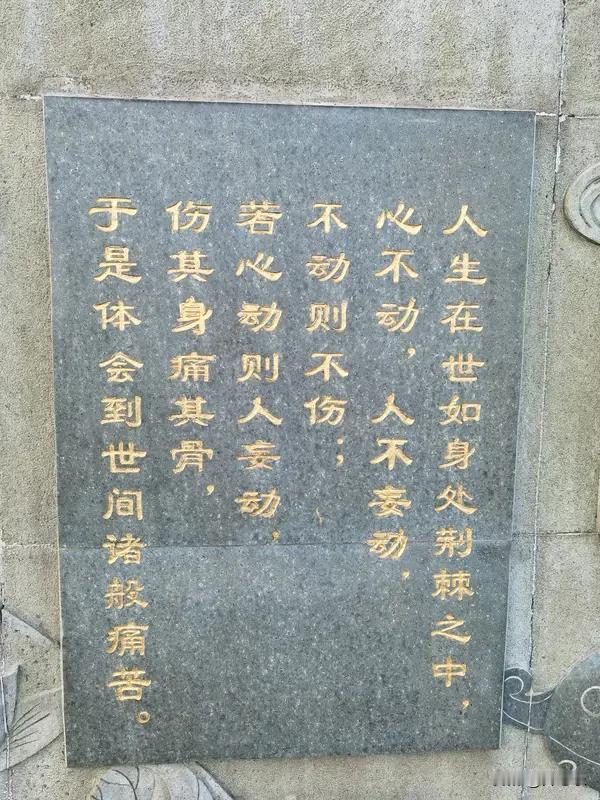 人生在世如身处荆棘之中，
心不动，人不妄动，
不动则不伤；
若心动则人妄动，
伤其身痛其骨，
于是体会到世间诸般痛苦。